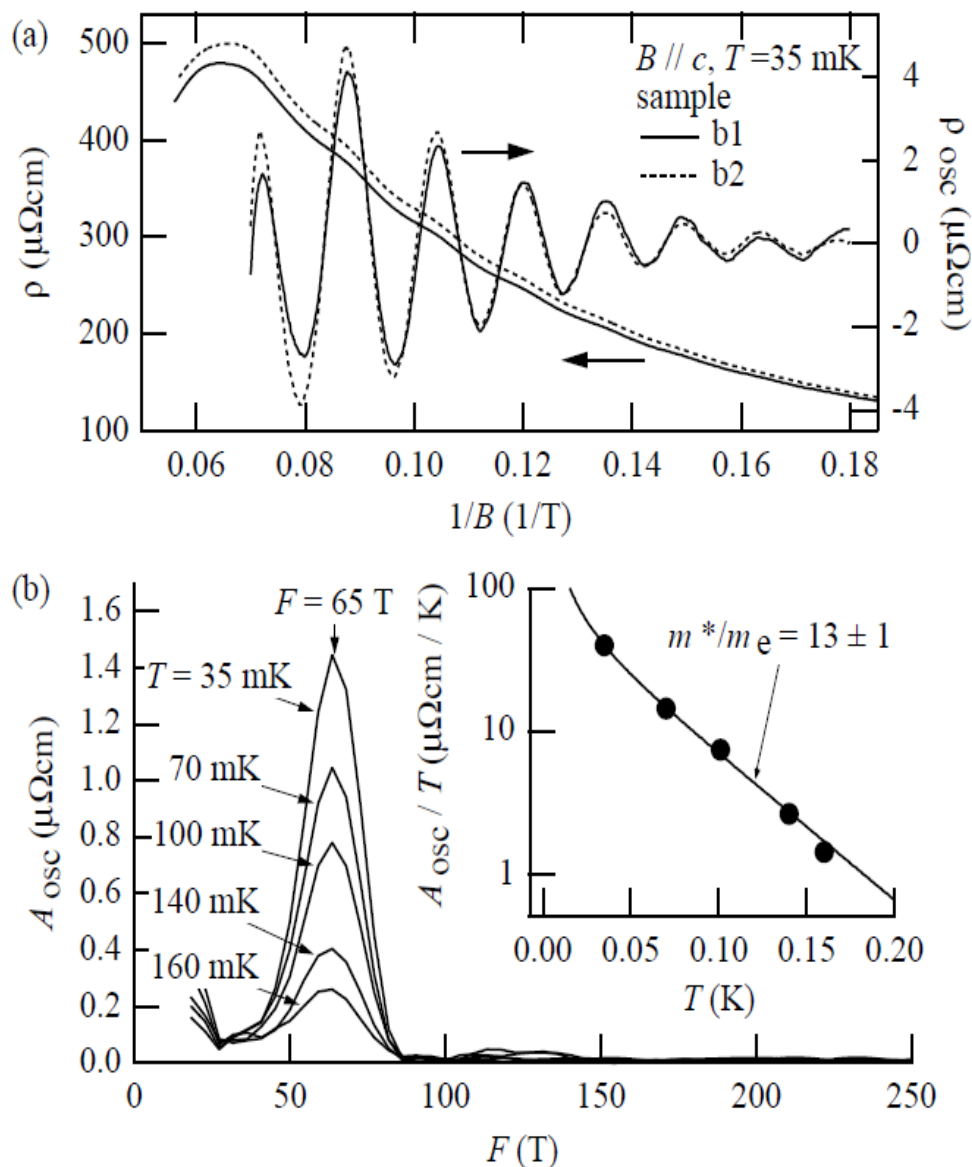 (a)
500
400
300
200
100
ρ (μΩcm)
B // c, T =35 mK
sample
b1
b2
4
2
0
-2
-4
ρ osc (μΩcm)
0.06 0.08 0.10 0.12 0.14 0.16 0.18
1/B (1/T)
(b)
1.6
1.4
1.2
1.0
0.8
0.6
0.4
0.2
0.0
A osc (μΩcm)
F = 65 T
T = 35 mK
70 mK
100 mK
140 mK
160 mK
0 50 100 150 200 250
F (T)
100
10
1
A osc / T (μΩcm / K)
m */m e = 13 ± 1
0.00 0.05 0.10 0.15 0.20
T (K)